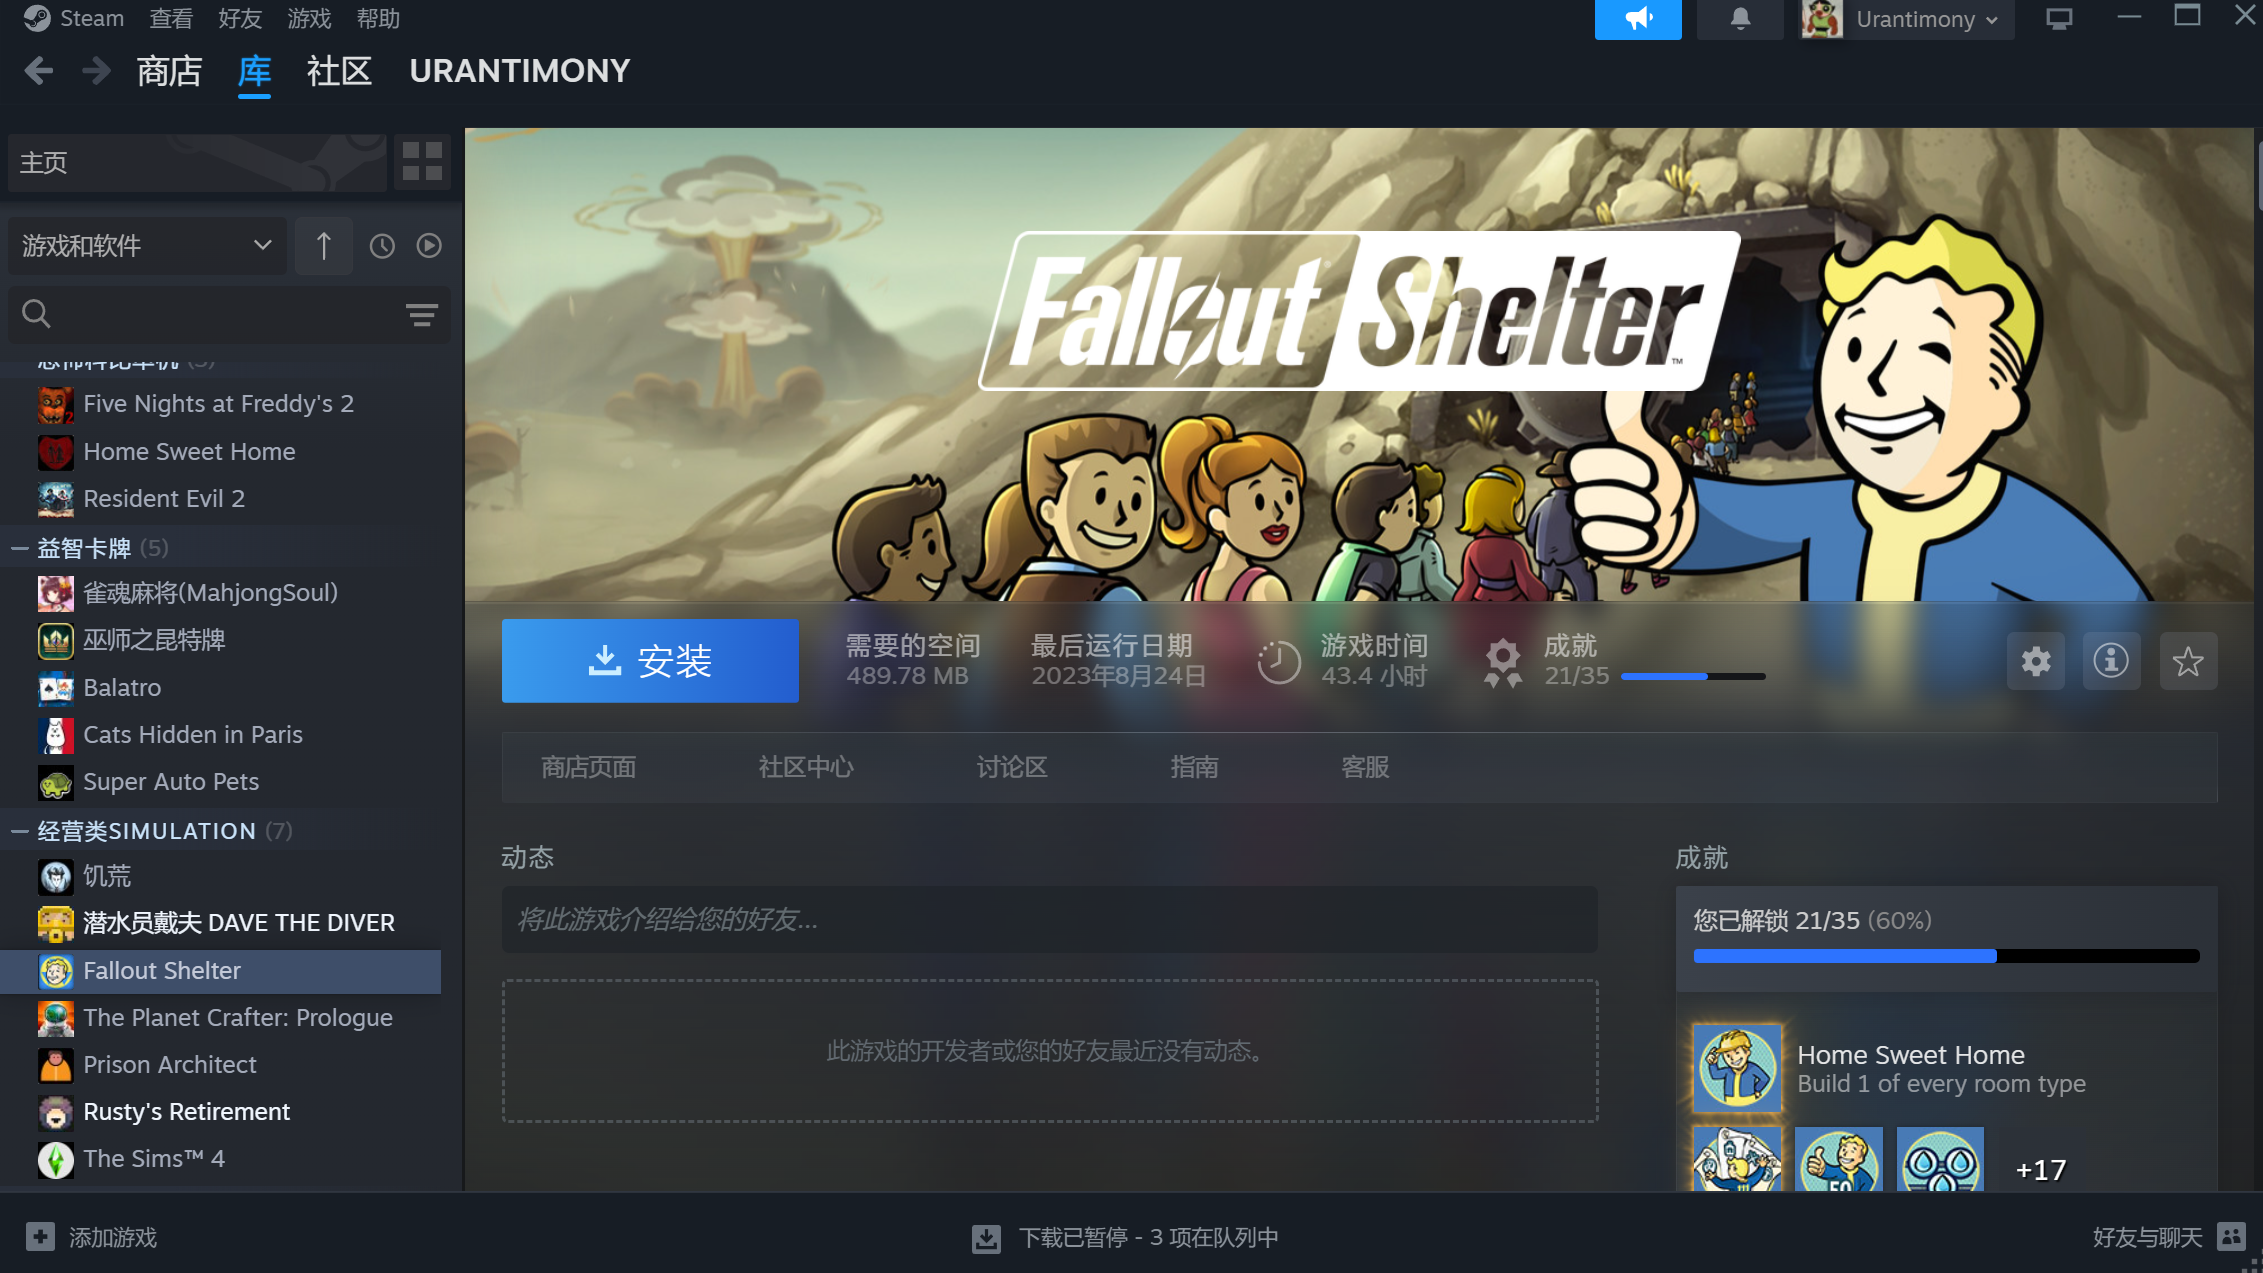 Steam 查看 好友 游戏 帮助
Urantimony
商店 库 社区 URANTIMONY
主页
游戏和软件
Five Nights at Freddy's 2
Home Sweet Home
Resident Evil 2
益智卡牌 (5)
雀魂麻将(MahjongSoul)
巫师之昆特牌
Balatro
Cats Hidden in Paris
Super Auto Pets
经营类SIMULATION (7)
饥荒
潜水员戴夫 DAVE THE DIVER
Fallout Shelter
The Planet Crafter: Prologue
Prison Architect
Rusty's Retirement
The Sims™ 4
Fallout Shelter™
安装
需要的空间
489.78 MB
最后运行日期
2023年8月24日
游戏时间
43.4 小时
成就
21/35
商店页面 社区中心 讨论区 指南 客服
动态
将此游戏介绍给您的好友...
此游戏的开发者或您的好友最近没有动态。
成就
您已解锁 21/35 (60%)
Home Sweet Home
Build 1 of every room type
+17
添加游戏
下载已暂停 - 3 项在队列中
好友与聊天